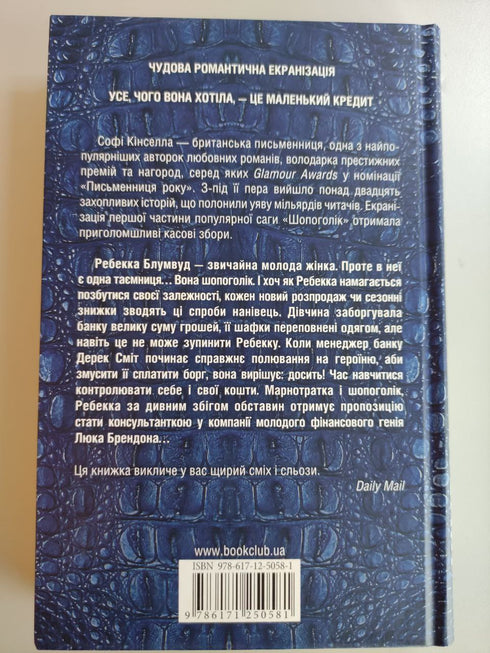 ЧУДОВА РОМАНТИЧНА ЕКРАНІЗАЦІЯ
УСЕ, ЧОГО ВОНА ХОТІЛА, — ЦЕ МАЛЕНЬКИЙ КРЕДИТ
Софі Кінселла — британська письменниця, одна з найпо-
пулярніших авторок любовних романів, володарка престижних
премій та нагород, серед яких Glamour Awards у номінації
«Письменниця року». З-під її пера вийшло понад двадцять
захопливих історій, що полонили уяву мільярдів читачів. Екрані-
зація першої частини популярної саги «Шопоголік» отримала
приголомшливі касові збори.
Ребекка Блумвуд — звичайна молода жінка. Проте в неї
є одна таємниця... Вона шопоголік. І хоч як Ребекка намагається
позбутися своєї залежності, кожен новий розпродаж чи сезонні
знижки зводять ці спроби нанівець. Дівчина заборгувала
банку велику суму грошей, її шафки переповнені одягом, але
навіть це не може зупинити Ребекку. Коли менеджер банку
Дерек Сміт починає справжнє полювання на героїню, аби
змусити її сплатити борг, вона вирішує: досить! Час навчитися
контролювати себе і свої кошти. Марнотратка і шопоголік,
Ребекка за дивним збігом обставин отримує пропозицію
стати консультанткою у компанії молодого фінансового генія
Люка Брендона...
Ця книжка викличе у вас щирий сміх і сльози.
Daily Mail
www.bookclub.ua
ISBN 978-617-12-5058-1
9 786171 250581